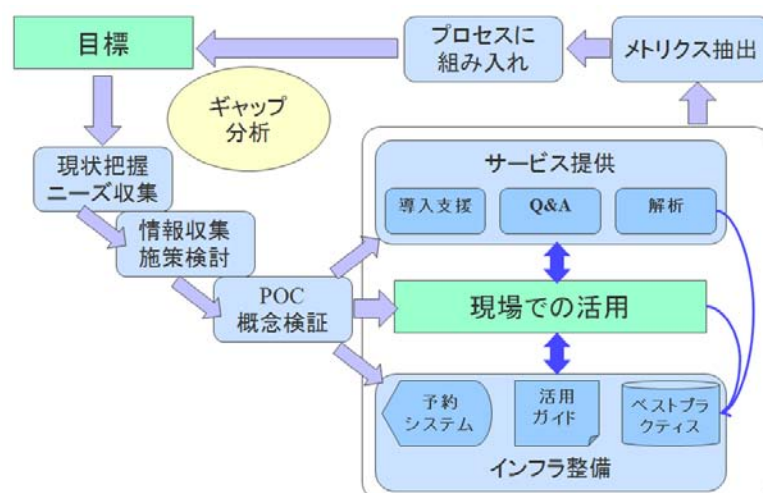 目標
プロセスに
組み入れ
メトリクス抽出
ギャップ
分析
現状把握
ニーズ収集
情報収集
施策検討
POC
概念検証
サービス提供
導入支援
Q&A
解析
現場での活用
予約
システム
活用
ガイド
ベストプラ
クティス
インフラ整備